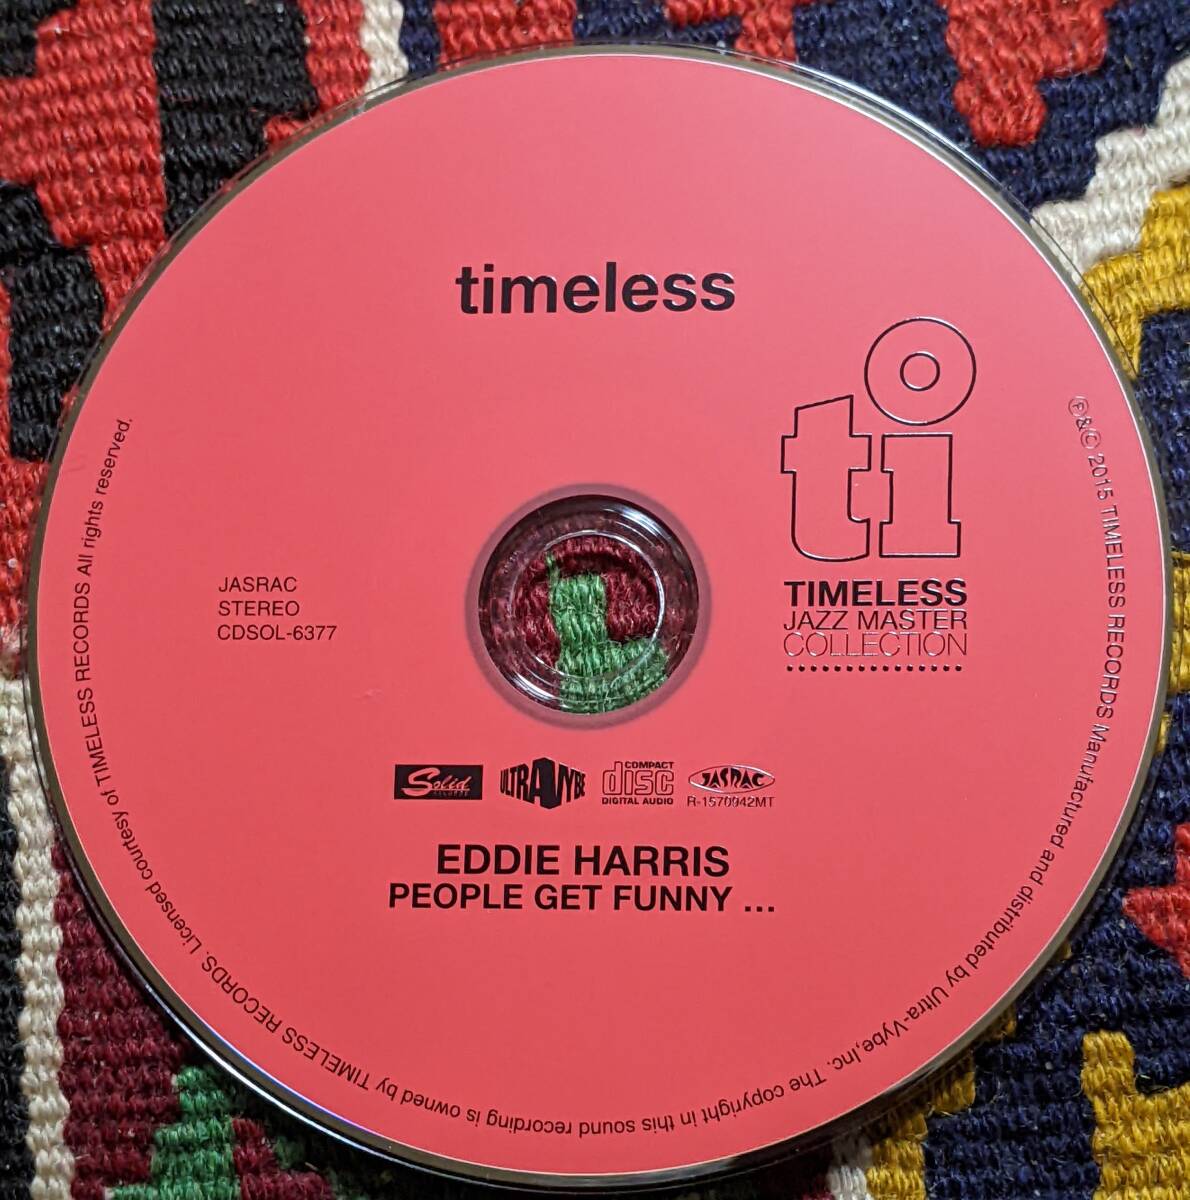 timeless
ti
TIMELESS
JAZZ MASTER
COLLECTION
JASRAC
STEREO
CDSOL-6377
Solid
RECORDS
ULTRAVYBE
COMPACT
disc
DIGITAL AUDIO
JASRAC
R-1570942MT
EDDIE HARRIS
PEOPLE GET FUNNY ...
Ⓟ&Ⓒ 2015 TIMELESS RECORDS Manufactured and distributed by Ultra-Vybe,Inc. The copyright in this sound recording is owned by TIMELESS RECORDS. Licensed courtesy of TIMELESS RECORDS All rights reserved.